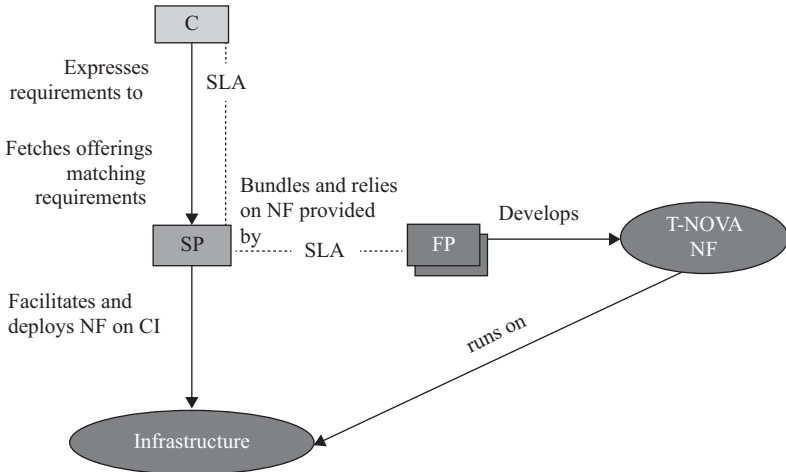 C
Expresses
requirements to
SLA
Fetches offerings
matching
requirements
Bundles and relies
on NF provided
by
SP
SLA
FP
Develops
T-NOVA
NF
Facilitates and
deploys NF on CI
runs on
Infrastructure